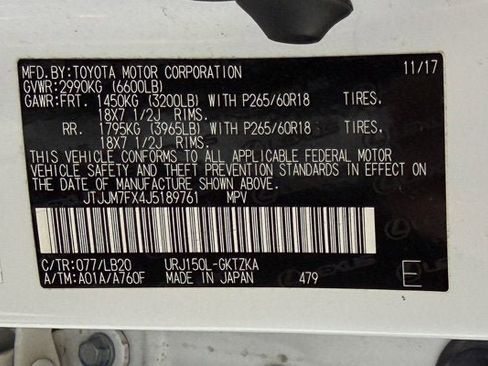 MFD.BY:TOYOTA MOTOR CORPORATION 11/17
GVWR:2990KG (6600LB)
GAWR:FRT. 1450KG (3200LB) WITH P265/60R18 TIRES,
18X7 1/2J RIMS.
RR. 1795KG (3965LB) WITH P265/60R18 TIRES,
18X7 1/2J RIMS.
THIS VEHICLE CONFORMS TO ALL APPLICABLE FEDERAL MOTOR
VEHICLE SAFETY AND THEFT PREVENTION STANDARDS IN EFFECT
ON THE DATE OF MANUFACTURE SHOWN ABOVE.
JTJJM7FX4J5189761 MPV
C/TR:077/LB20 URJ150L-GKTZKA
A/TM:A01A/A760F MADE IN JAPAN 479 E